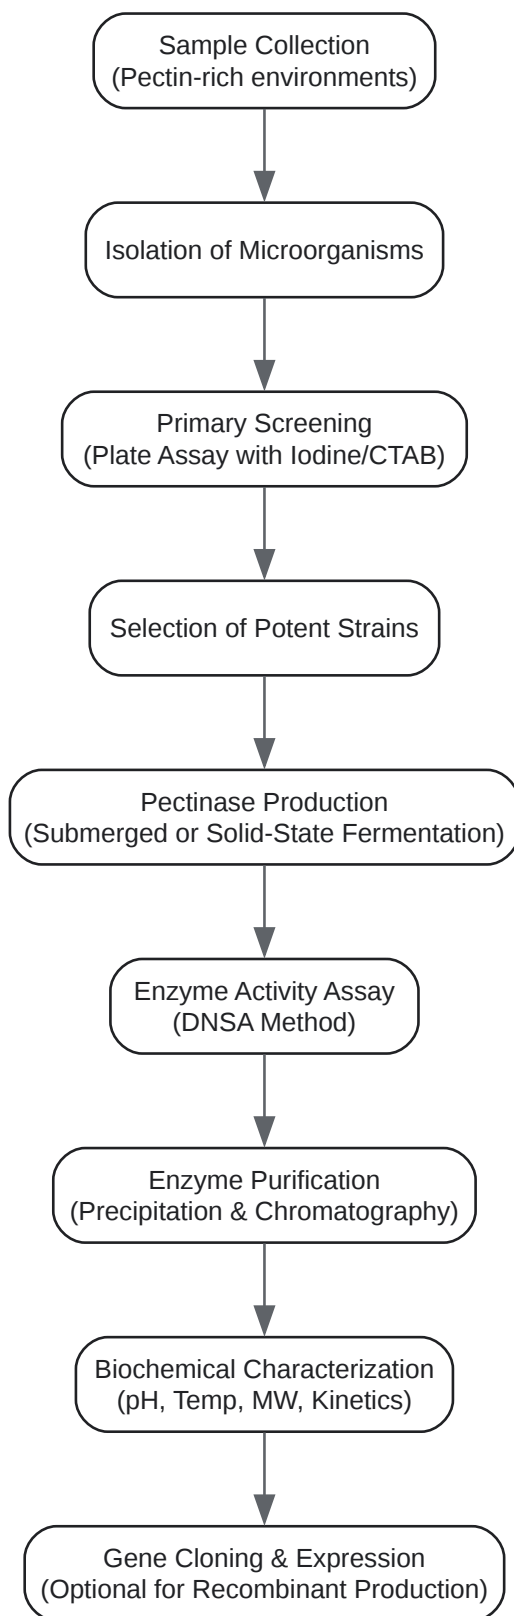 Sample Collection
(Pectin-rich environments)
Isolation of Microorganisms
Primary Screening
(Plate Assay with Iodine/CTAB)
Selection of Potent Strains
Pectinase Production
(Submerged or Solid-State Fermentation)
Enzyme Activity Assay
(DNSA Method)
Enzyme Purification
(Precipitation & Chromatography)
Biochemical Characterization
(pH, Temp, MW, Kinetics)
Gene Cloning & Expression
(Optional for Recombinant Production)